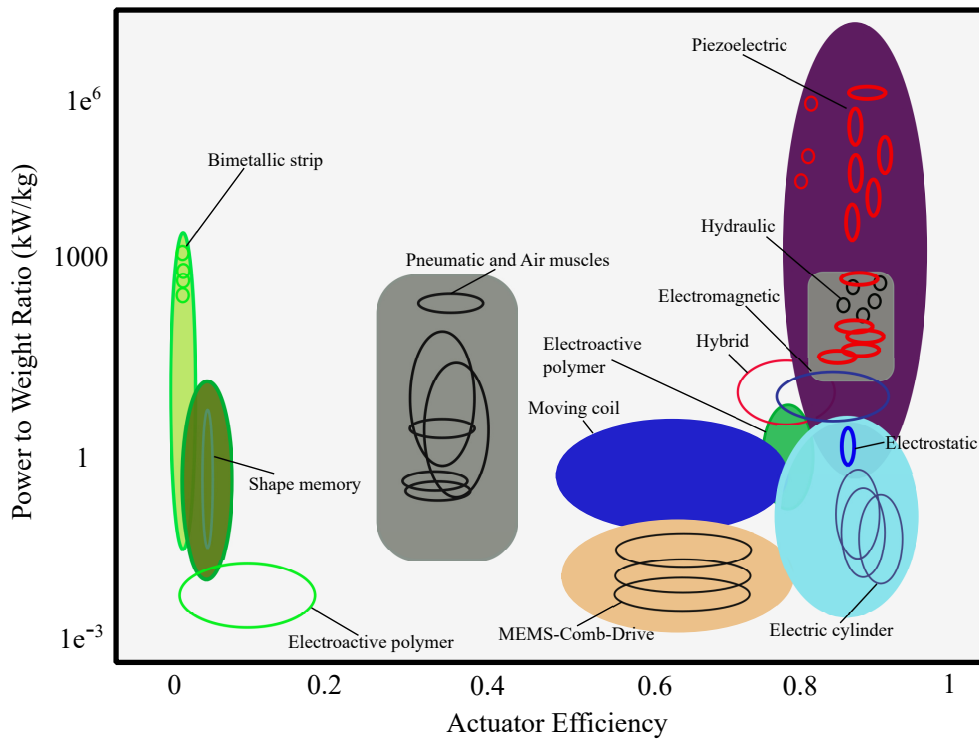 Piezoelectric
1e⁶
Bimetallic strip
Hydraulic
1000
Pneumatic and Air muscles
Electromagnetic
Electroactive
polymer
Hybrid
Moving coil
Electrostatic
1
Shape memory
1e⁻³
Electroactive polymer
MEMS-Comb-Drive
Electric cylinder
0
0.2
0.4
0.6
0.8
1
Actuator Efficiency
Power to Weight Ratio (kW/kg)